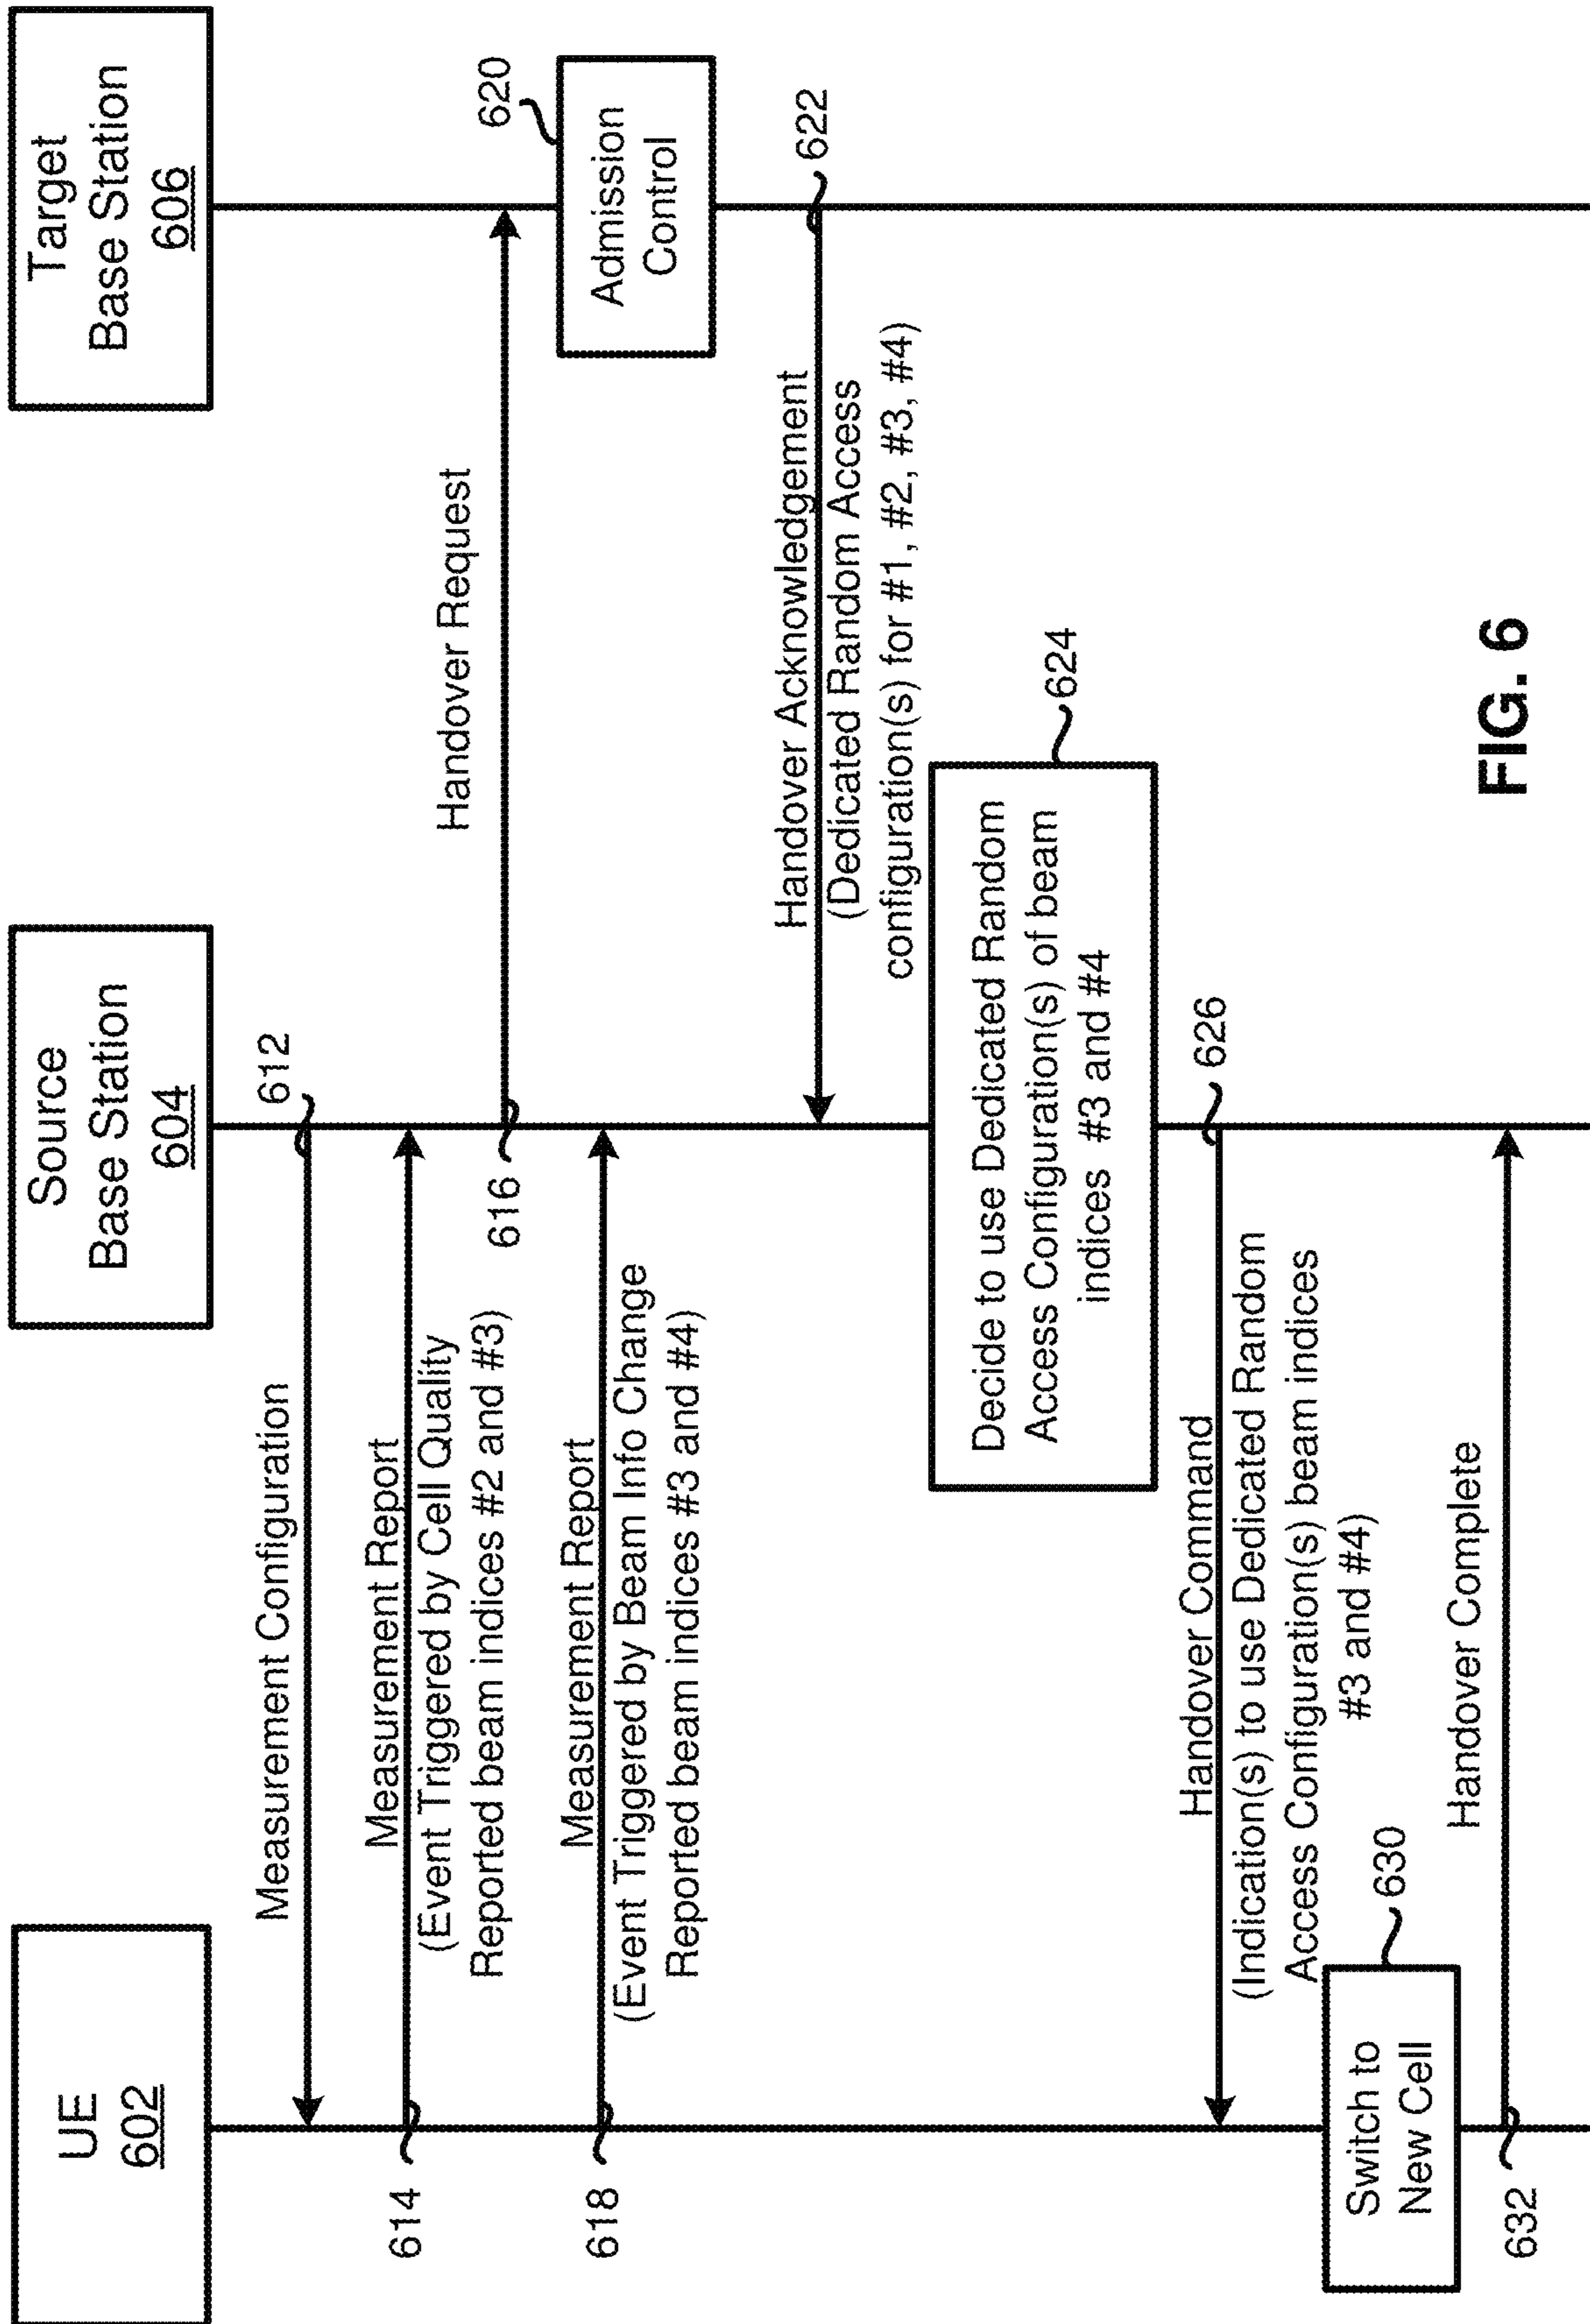 UE
602
Source
Base Station
604
Target
Base Station
606
612
Measurement Configuration
614
Measurement Report
(Event Triggered by Cell Quality
Reported beam indices #2 and #3)
616
Handover Request
618
Measurement Report
(Event Triggered by Beam Info Change
Reported beam indices #3 and #4)
620
Admission
Control
622
Handover Acknowledgement
(Dedicated Random Access
configuration(s) for #1, #2, #3, #4)
624
Decide to use Dedicated Random
Access Configuration(s) of beam
indices #3 and #4
626
Handover Command
(Indication(s) to use Dedicated Random
Access Configuration(s) beam indices
#3 and #4)
630
Switch to
New Cell
632
Handover Complete
FIG. 6